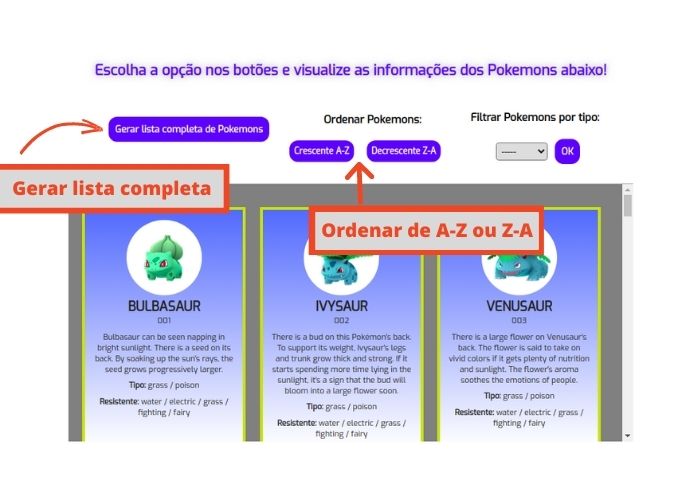 Escolha a opção nos botões e visualize as informações dos Pokemons abaixo!
Gerar lista completa de Pokemons
Ordenar Pokemons:
Crescente A-Z
Decrescente Z-A
Filtrar Pokemons por tipo:
-----
OK
Gerar lista completa
Ordenar de A-Z ou Z-A
BULBASAUR
001
Bulbasaur can be seen napping in
bright sunlight. There is a seed on its
back. By soaking up the sun's rays, the
seed grows progressively larger.
Tipo: grass / poison
Resistente: water / electric / grass /
fighting / fairy
IVYSAUR
002
There is a bud on this Pokémon's back.
To support its weight, Ivysaur's legs
and trunk grow thick and strong. If it
starts spending more time lying in the
sunlight, it's a sign that the bud will
bloom into a large flower soon.
Tipo: grass / poison
Resistente: water / electric / grass /
fighting / fairy
VENUSAUR
003
There is a large flower on Venusaur's
back. The flower is said to take on
vivid colors if it gets plenty of nutrition
and sunlight. The flower's aroma
soothes the emotions of people.
Tipo: grass / poison
Resistente: water / electric / grass /
fighting / fairy